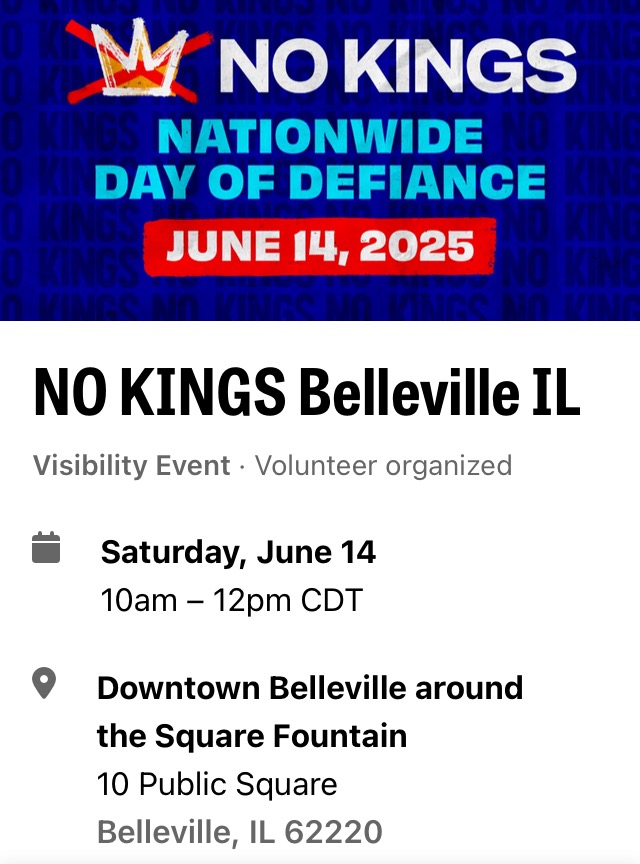 NO KINGS
NATIONWIDE
DAY OF DEFIANCE
JUNE 14, 2025
NO KINGS Belleville IL
Visibility Event · Volunteer organized
Saturday, June 14
10am – 12pm CDT
Downtown Belleville around
the Square Fountain
10 Public Square
Belleville, IL 62220